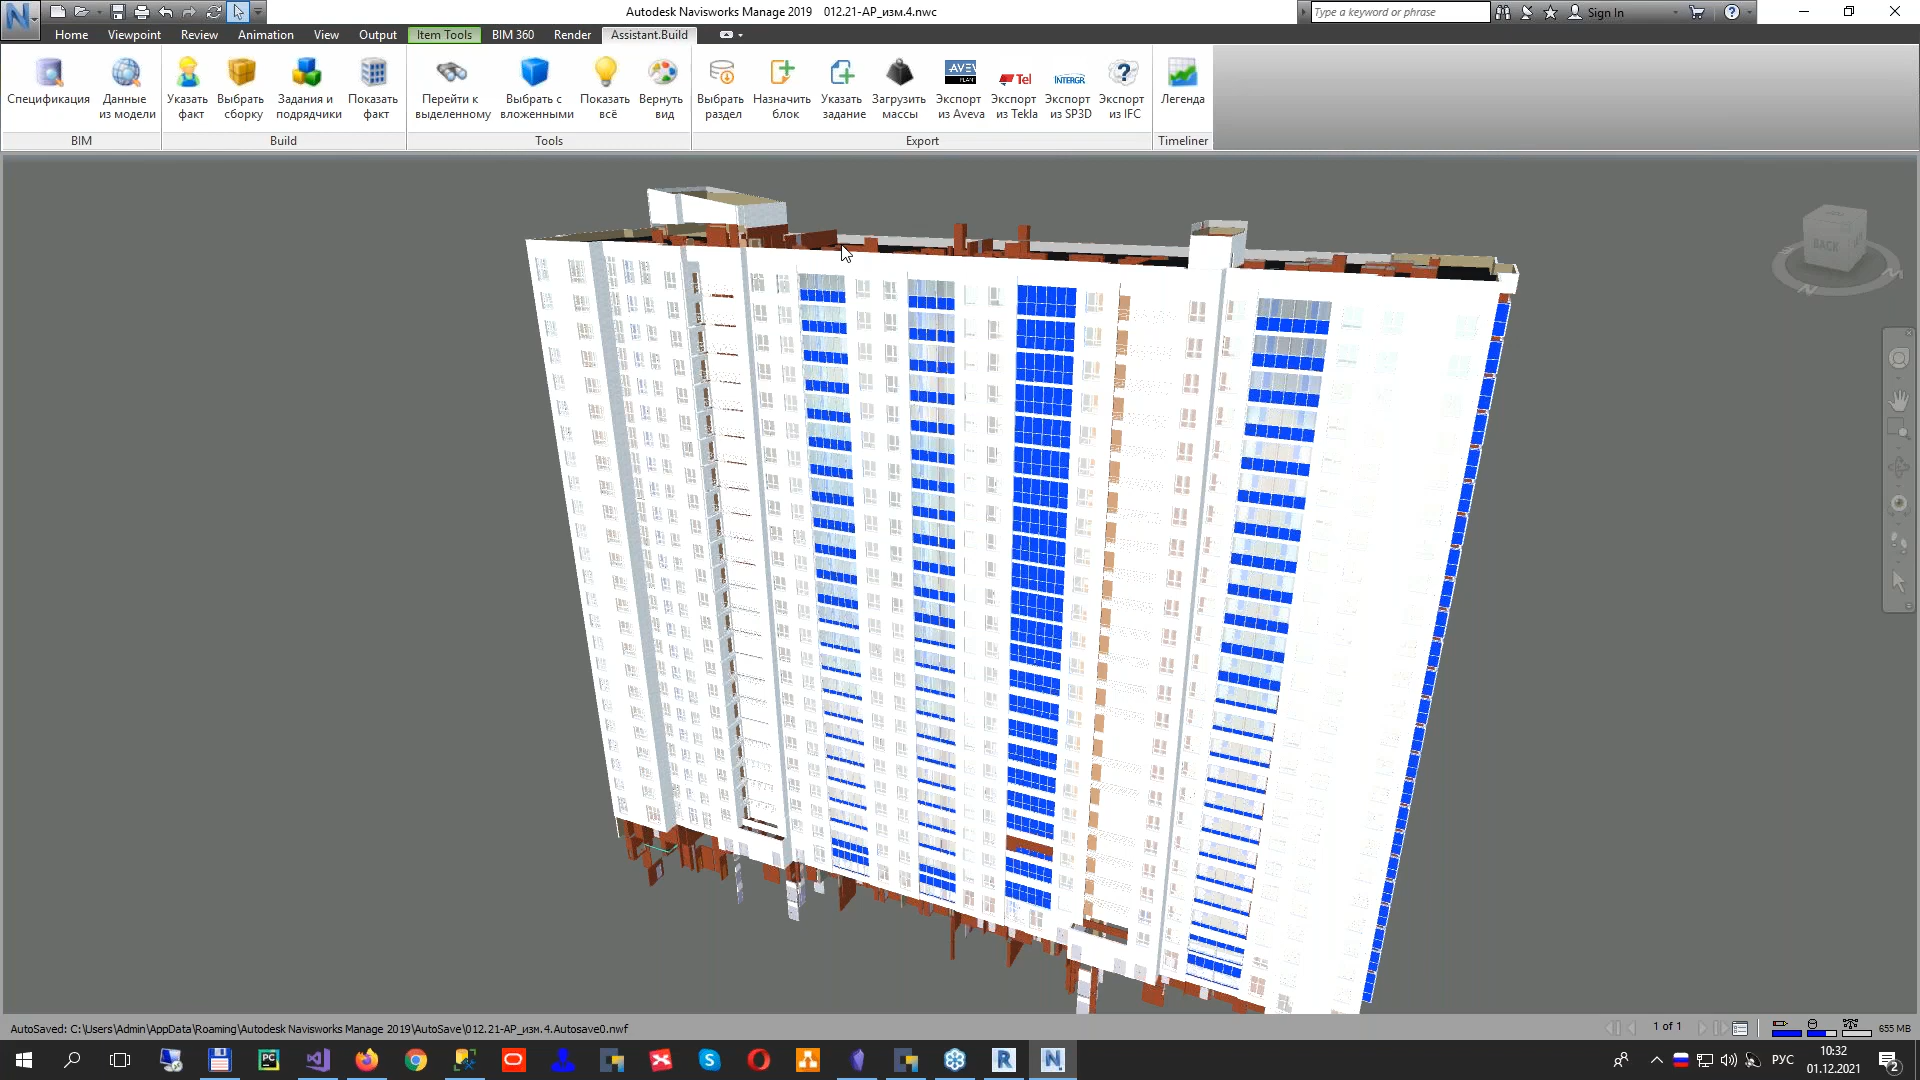 Autodesk Navisworks Manage 2019 012.21-АР_изм.4.nwc
Type a keyword or phrase
Sign In
Home Viewpoint Review Animation View Output Item Tools BIM 360 Render Assistant.Build
Спецификация
Данные
из модели
Указать
факт
Выбрать
сборку
Задания и
подрядчики
Показать
факт
Перейти к
выделенному
Выбрать с
вложенными
Показать
всё
Вернуть
вид
Выбрать
раздел
Назначить
блок
Указать
задание
Загрузить
массы
Экспорт
из Aveva
Tel
Экспорт
из Tekla
INTERGR
Экспорт
из SP3D
Экспорт
из IFC
Легенда
BIM Build Tools Export Timeliner
BACK
AutoSaved: C:\Users\Admin\AppData\Roaming\Autodesk Navisworks Manage 2019\AutoSave\012.21-АР_изм.4.Autosave0.nwf
1 of 1
655 MB
РУС
10:32
01.12.2021
2